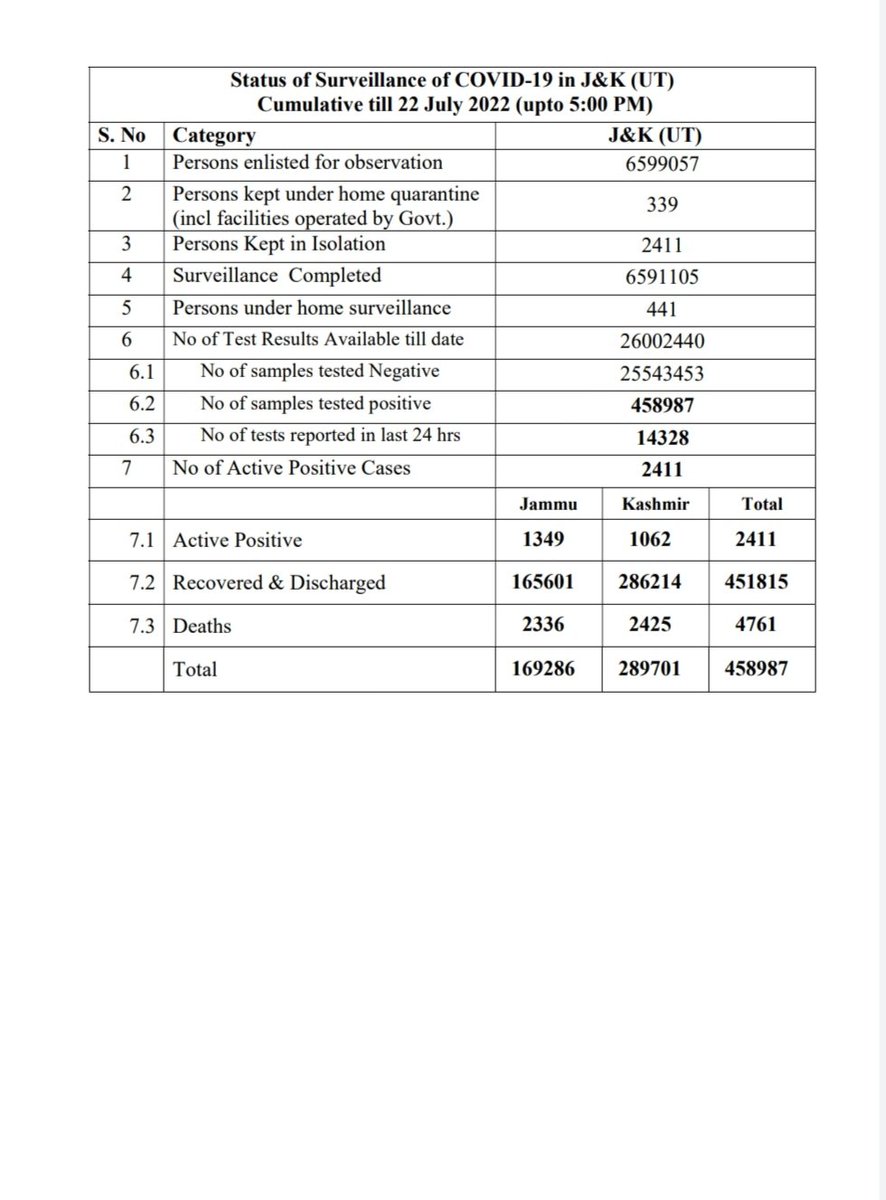 Status of Surveillance of COVID-19 in J&K (UT)
Cumulative till 22 July 2022 (upto 5:00 PM)
S. No Category J&K (UT)
1 Persons enlisted for observation 6599057
2 Persons kept under home quarantine
(incl facilities operated by Govt.) 339
3 Persons Kept in Isolation 2411
4 Surveillance Completed 6591105
5 Persons under home surveillance 441
6 No of Test Results Available till date 26002440
6.1 No of samples tested Negative 25543453
6.2 No of samples tested positive 458987
6.3 No of tests reported in last 24 hrs 14328
7 No of Active Positive Cases 2411
Jammu Kashmir Total
7.1 Active Positive 1349 1062 2411
7.2 Recovered & Discharged 165601 286214 451815
7.3 Deaths 2336 2425 4761
Total 169286 289701 458987